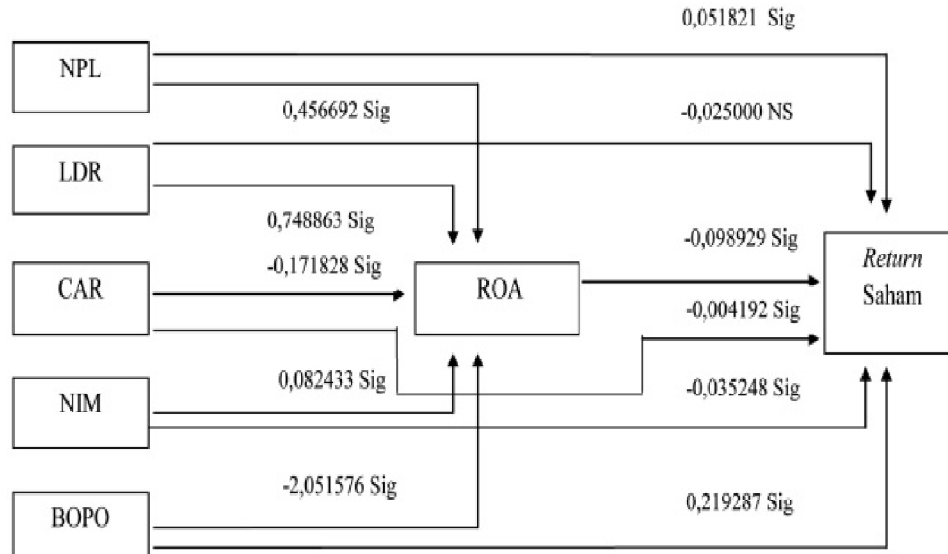 0,051821 Sig
NPL
0,456692 Sig
-0,025000 NS
LDR
0,748863 Sig
-0,098929 Sig
CAR
-0,171828 Sig
ROA
Return
Saham
-0,004192 Sig
NIM
0,082433 Sig
-0,035248 Sig
-2,051576 Sig
0,219287 Sig
BOPO